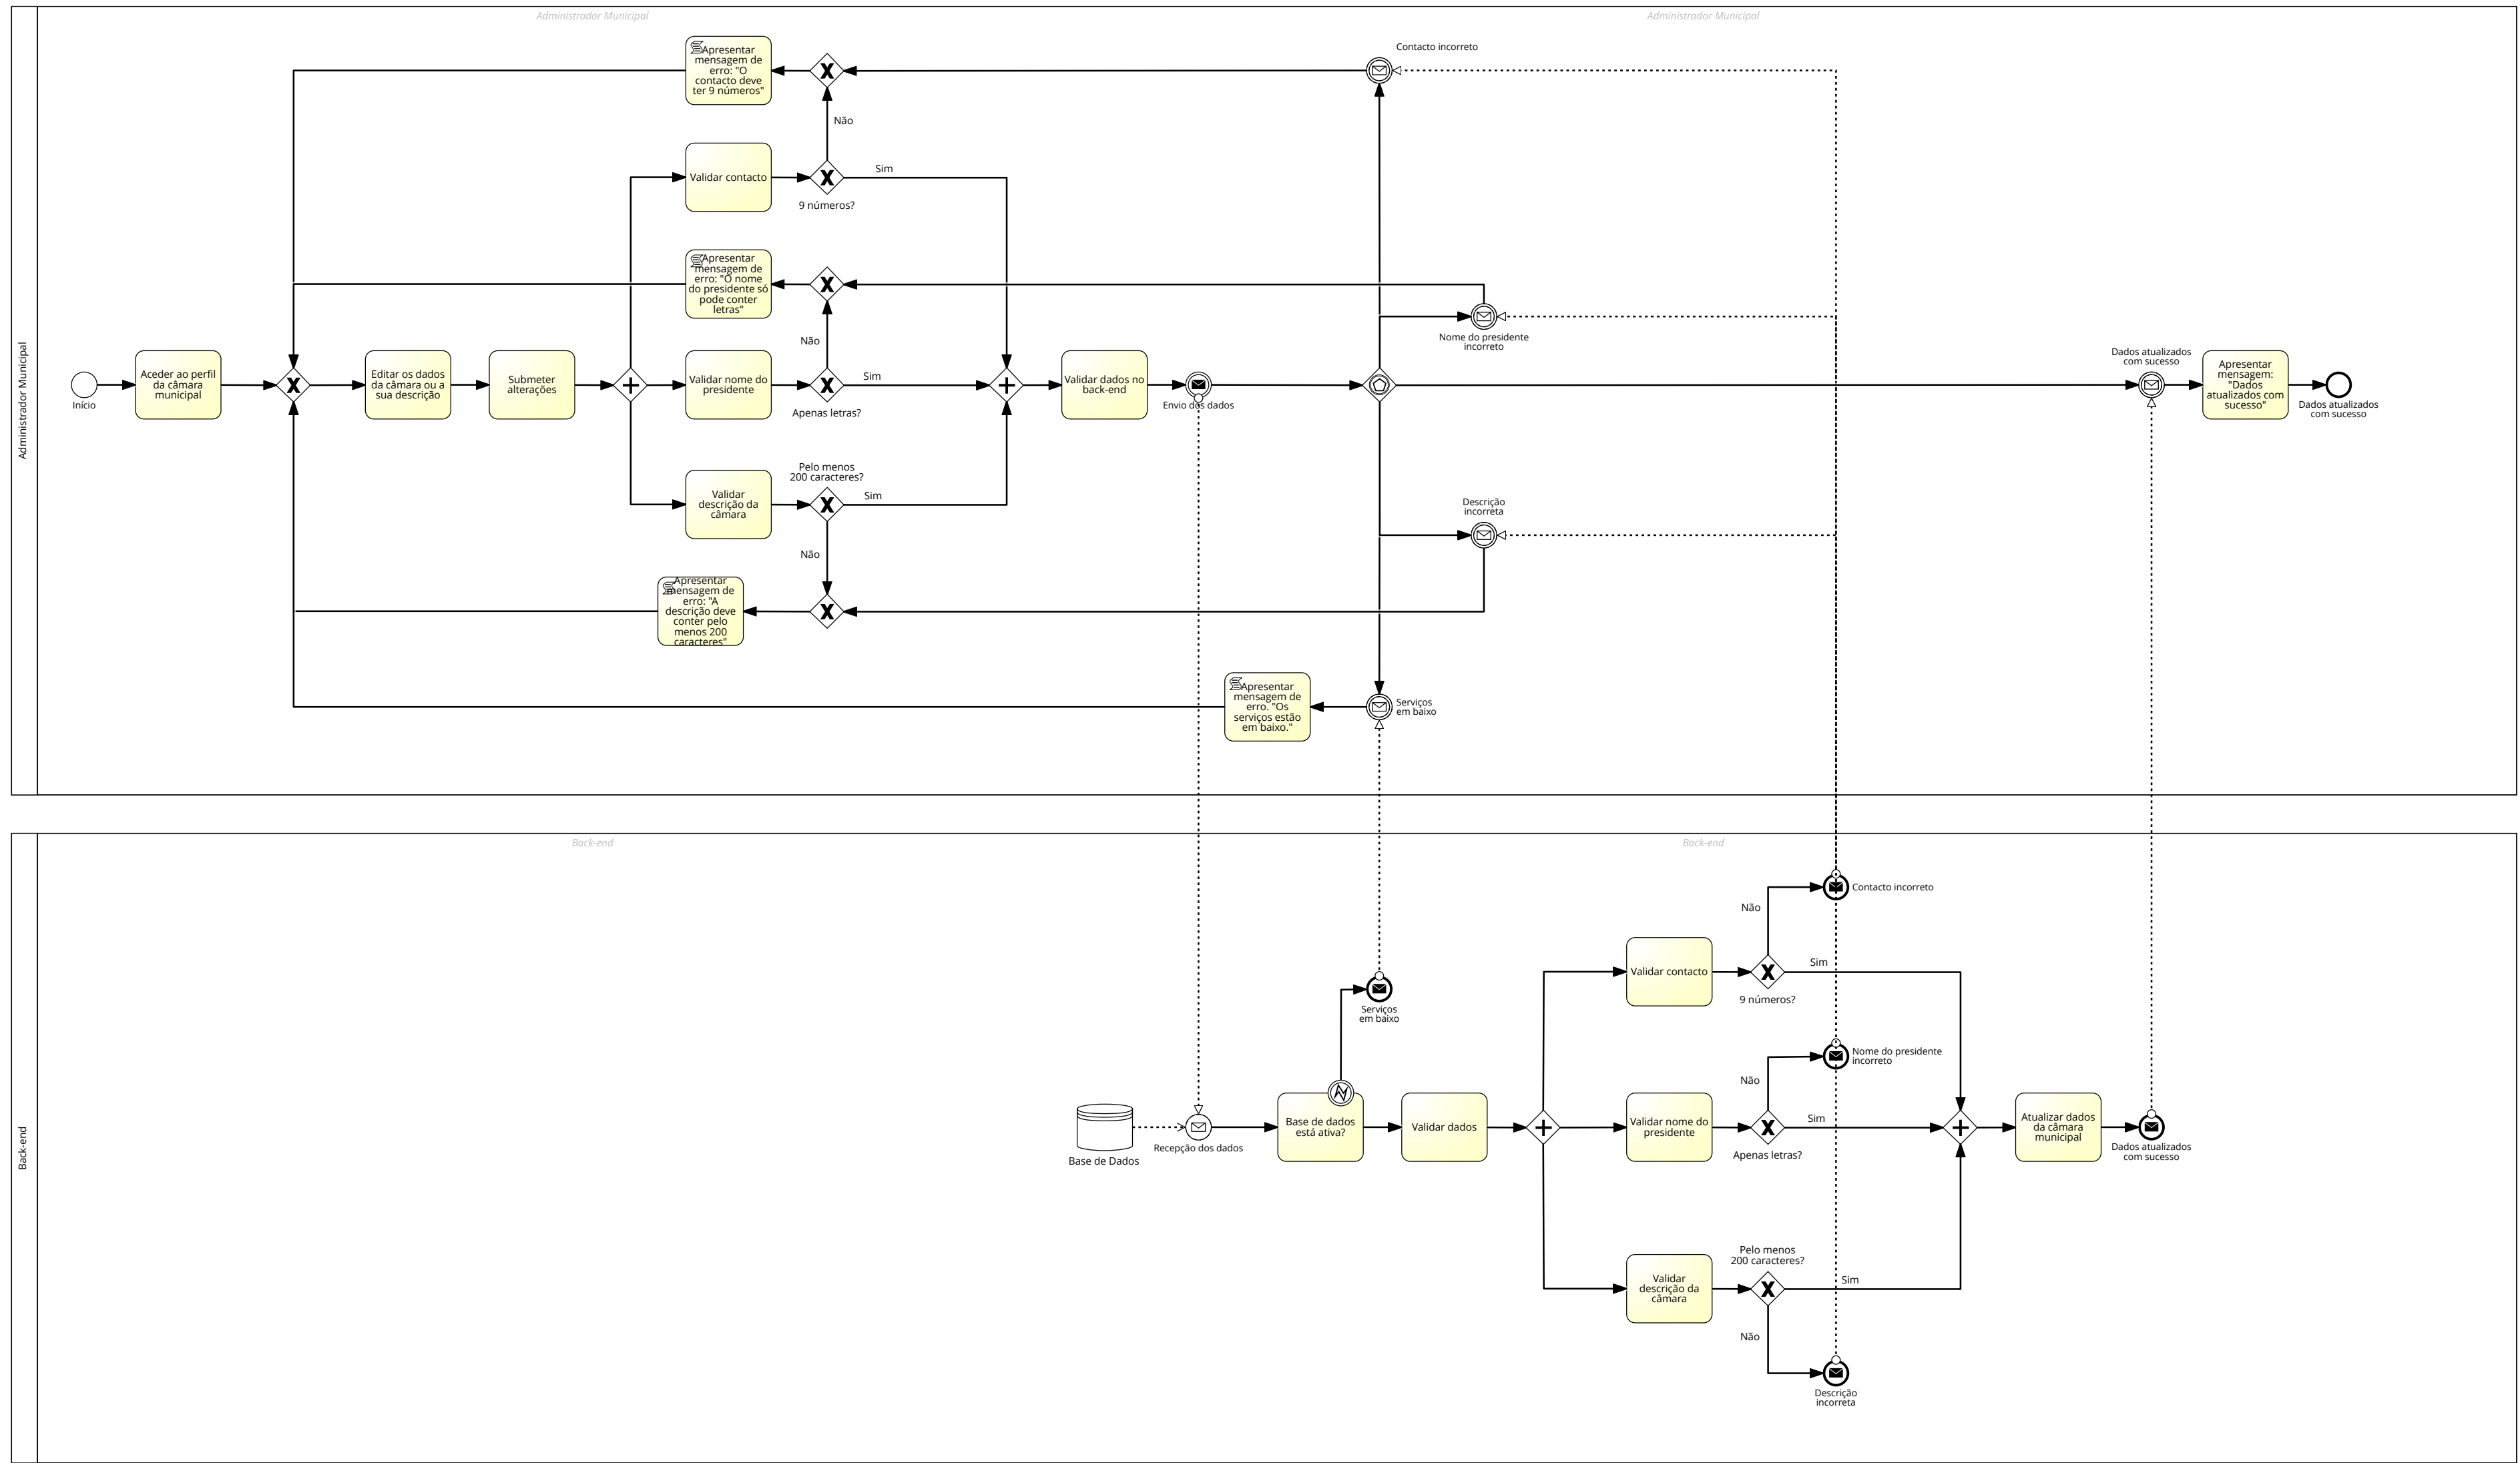 Administrador Municipal
Administrador Municipal
Administrador Municipal
Apresentar
mensagem de
erro: "O
contacto deve
ter 9 números"
Contacto incorreto
Não
Validar contacto
Sim
9 números?
Apresentar
mensagem de
erro: "O nome
do presidente só
pode conter
letras"
Nome do presidente
incorreto
Não
Início
Aceder ao perfil
da câmara
municipal
Editar os dados
da câmara ou a
sua descrição
Submeter
alterações
Validar nome do
presidente
Sim
Apenas letras?
Validar dados no
back-end
Envio dos dados
Dados atualizados
com sucesso
Apresentar
mensagem:
"Dados
atualizados com
sucesso"
Dados atualizados
com sucesso
Pelo menos
200 caracteres?
Validar
descrição da
câmara
Sim
Descrição
incorreta
Não
Apresentar
mensagem de
erro: "A
descrição deve
conter pelo
menos 200
caracteres"
Apresentar
mensagem de
erro. "Os
serviços estão
em baixo."
Serviços
em baixo
Back-end
Back-end
Back-end
Contacto incorreto
Não
Validar contacto
Sim
9 números?
Serviços
em baixo
Nome do presidente
incorreto
Não
Base de Dados
Recepção dos dados
Base de dados
está ativa?
Validar dados
Validar nome do
presidente
Sim
Apenas letras?
Atualizar dados
da câmara
municipal
Dados atualizados
com sucesso
Pelo menos
200 caracteres?
Validar
descrição da
câmara
Sim
Não
Descrição
incorreta